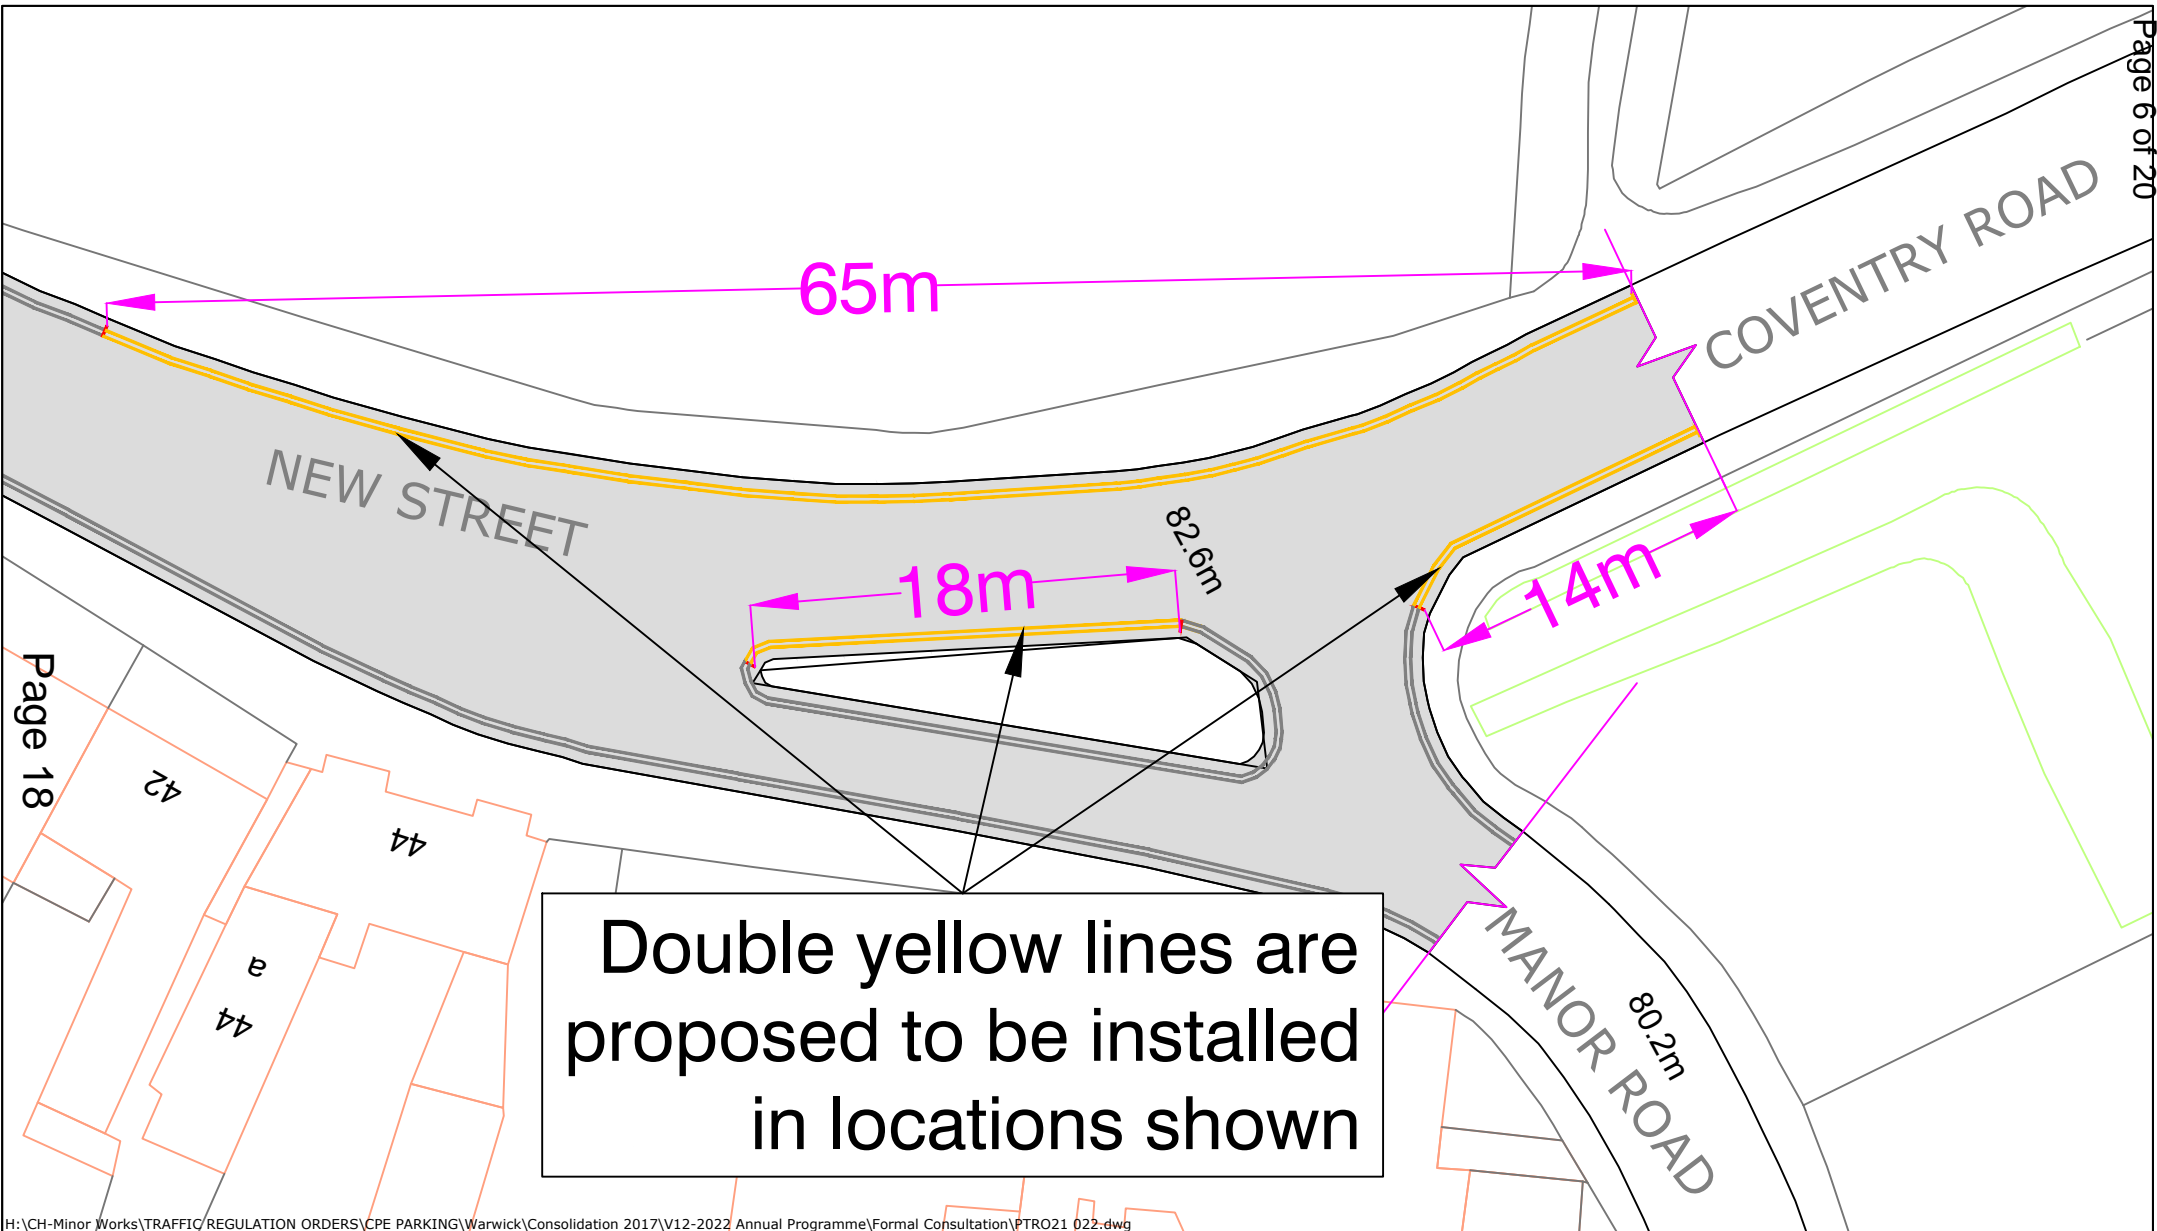 Page 6 of 20
COVENTRY ROAD
65m
NEW STREET
82.6m
18m
14m
Page 18
42
44
a
44
Double yellow lines are
proposed to be installed
in locations shown
MANOR ROAD
80.2m
H:\CH-Minor Works\TRAFFIC REGULATION ORDERS\CPE PARKING\Warwick\Consolidation 2017\V12-2022 Annual Programme\Formal Consultation\PTRO21 022.dwg